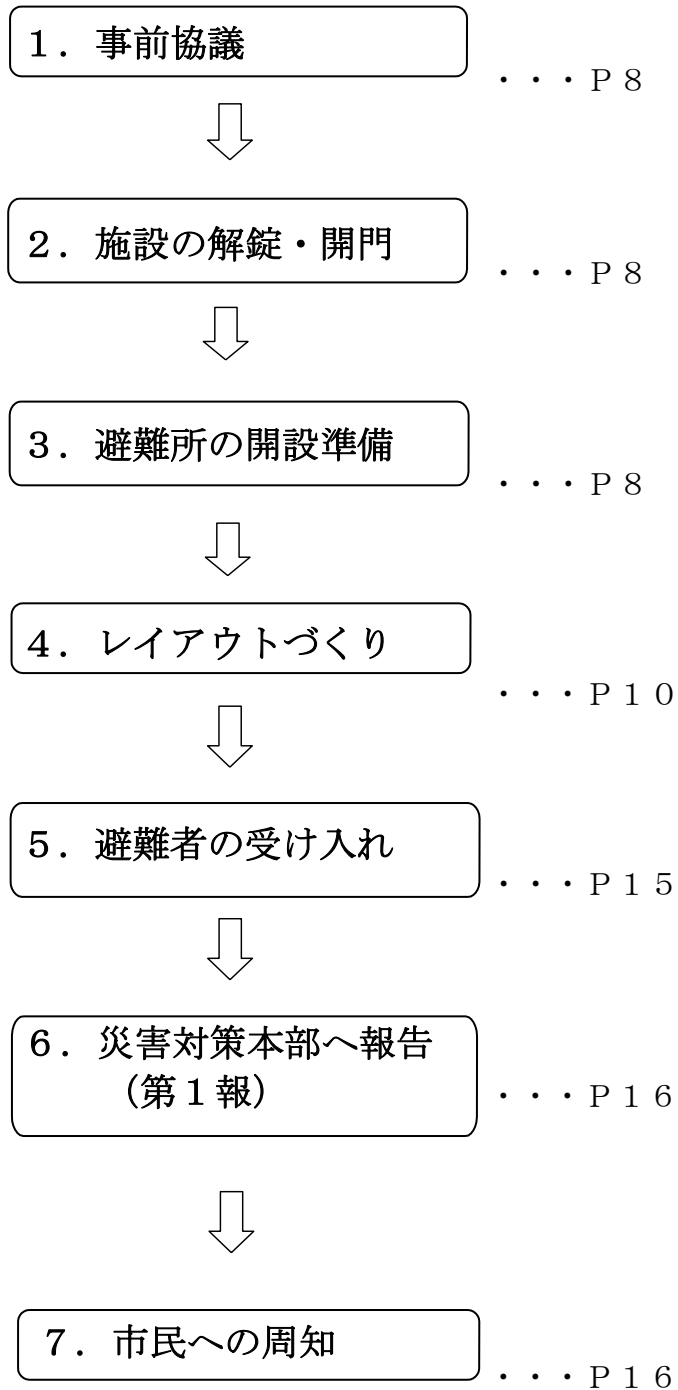 １．事前協議
・・・Ｐ８
２．施設の解錠・開門
・・・Ｐ８
３．避難所の開設準備
・・・Ｐ８
４．レイアウトづくり
・・・Ｐ１０
５．避難者の受け入れ
・・・Ｐ１５
６．災害対策本部へ報告
（第１報）
・・・Ｐ１６
７．市民への周知
・・・Ｐ１６